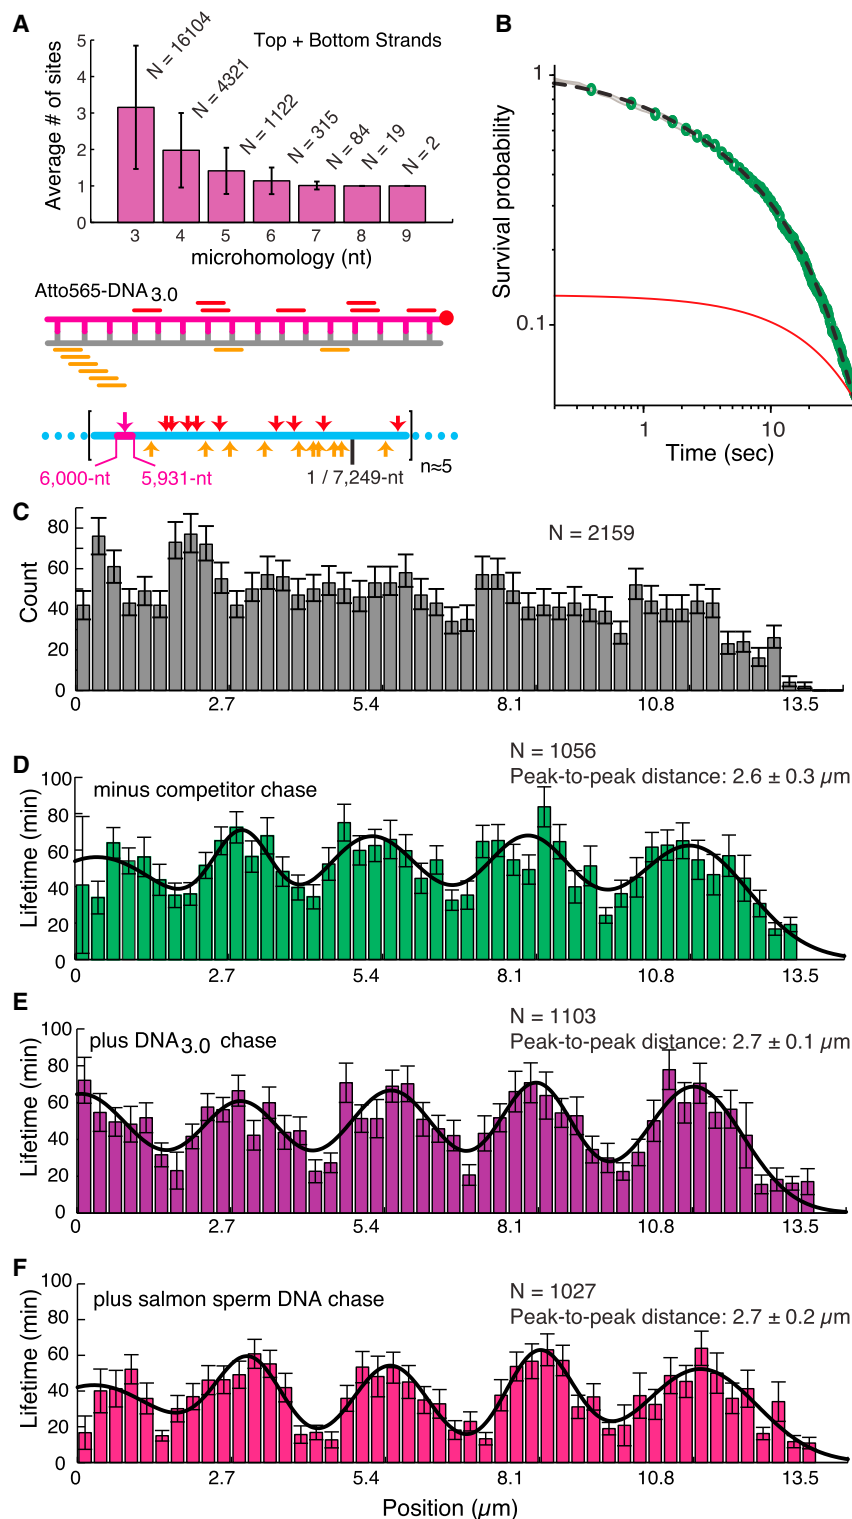 A
Average # of sites
5
4
3
2
1
0
Top + Bottom Strands
N = 16104
N = 4321
N = 1122
N = 315
N = 84
N = 19
N = 2
3 4 5 6 7 8 9
microhomology (nt)
Atto565-DNA3.0
6,000-nt
5,931-nt
1 / 7,249-nt
n≈5
B
Survival probability
1
0.1
1 10
Time (sec)
C
Count
80
60
40
20
0
N = 2159
0 2.7 5.4 8.1 10.8 13.5
D
Lifetime (min)
100
80
60
40
20
0
minus competitor chase
N = 1056
Peak-to-peak distance: 2.6 ± 0.3 µm
0 2.7 5.4 8.1 10.8 13.5
E
Lifetime (min)
100
80
60
40
20
0
plus DNA3.0 chase
N = 1103
Peak-to-peak distance: 2.7 ± 0.1 µm
0 2.7 5.4 8.1 10.8 13.5
F
Lifetime (min)
100
80
60
40
20
0
plus salmon sperm DNA chase
N = 1027
Peak-to-peak distance: 2.7 ± 0.2 µm
0 2.7 5.4 8.1 10.8 13.5
Position (µm)